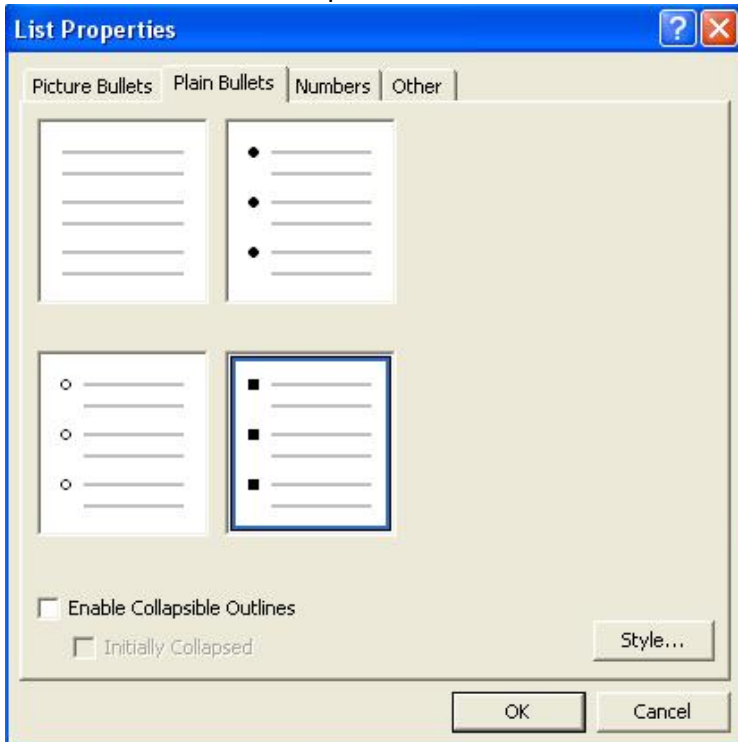 List Properties
Picture Bullets Plain Bullets Numbers Other
Enable Collapsible Outlines
Initially Collapsed
Style...
OK Cancel